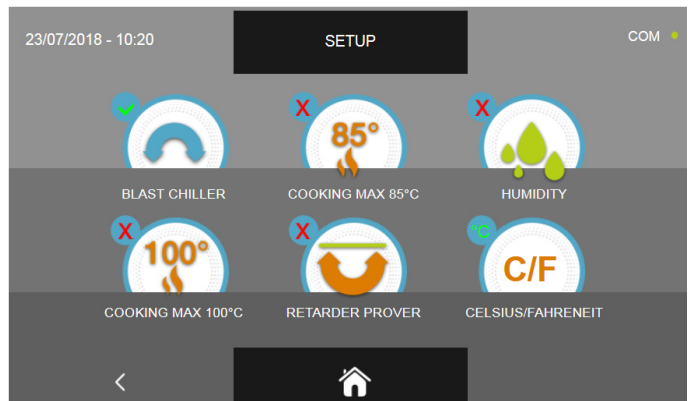 23/07/2018 - 10:20
SETUP
COM
X
85°
X
BLAST CHILLER
COOKING MAX 85°C
HUMIDITY
X
100°
X
°C
C/F
COOKING MAX 100°C
RETARDER PROVER
CELSIUS/FAHRENEIT